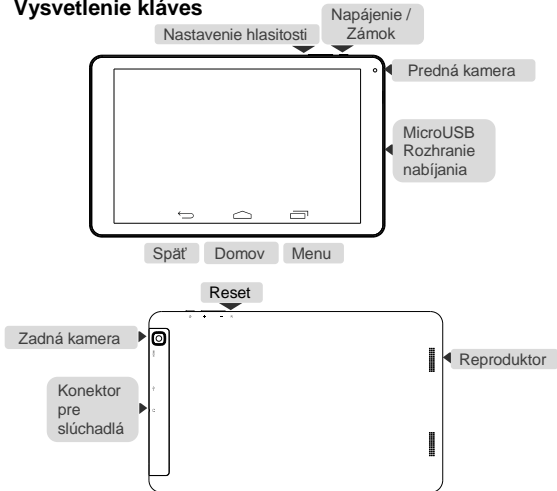 Vysvetlenie kláves
Napájenie /
Zámok
Nastavenie hlasitosti
Predná kamera
MicroUSB
Rozhranie
nabíjania
Späť
Domov
Menu
Reset
Zadná kamera
Reproduktor
Konektor
pre
slúchadlá